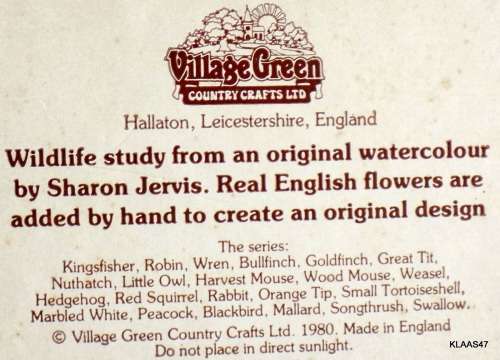 Village Green
COUNTRY CRAFTS LTD
Hallaton, Leicestershire, England
Wildlife study from an original watercolour
by Sharon Jervis. Real English flowers are
added by hand to create an original design
The series:
Kingsfisher, Robin, Wren, Bullfinch, Goldfinch, Great Tit,
Nuthatch, Little Owl, Harvest Mouse, Wood Mouse, Weasel,
Hedgehog, Red Squirrel, Rabbit, Orange Tip, Small Tortoiseshell,
Marbled White, Peacock, Blackbird, Mallard, Songthrush, Swallow.
© Village Green Country Crafts Ltd. 1980. Made in England
Do not place in direct sunlight.
KLAAS47